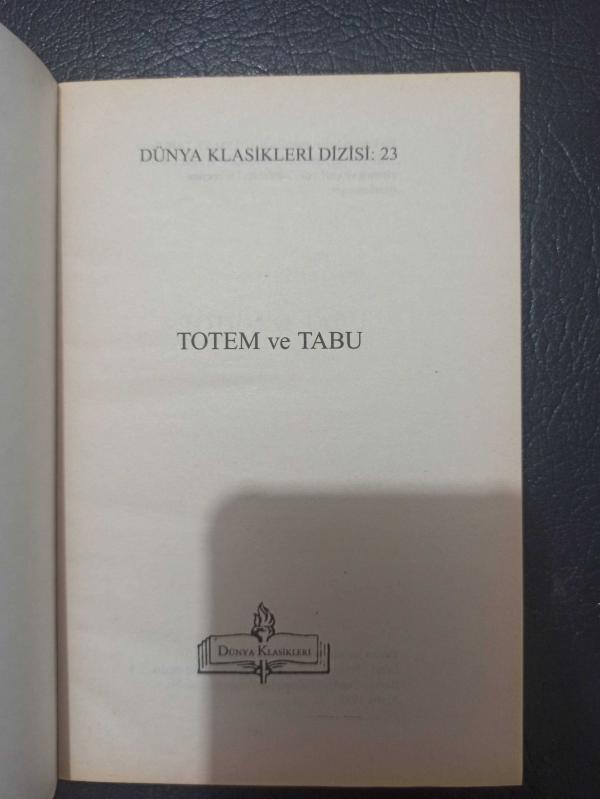 DÜNYA KLASİKLERİ DİZİSİ: 23
TOTEM ve TABU
DÜNYA KLASİKLERİ